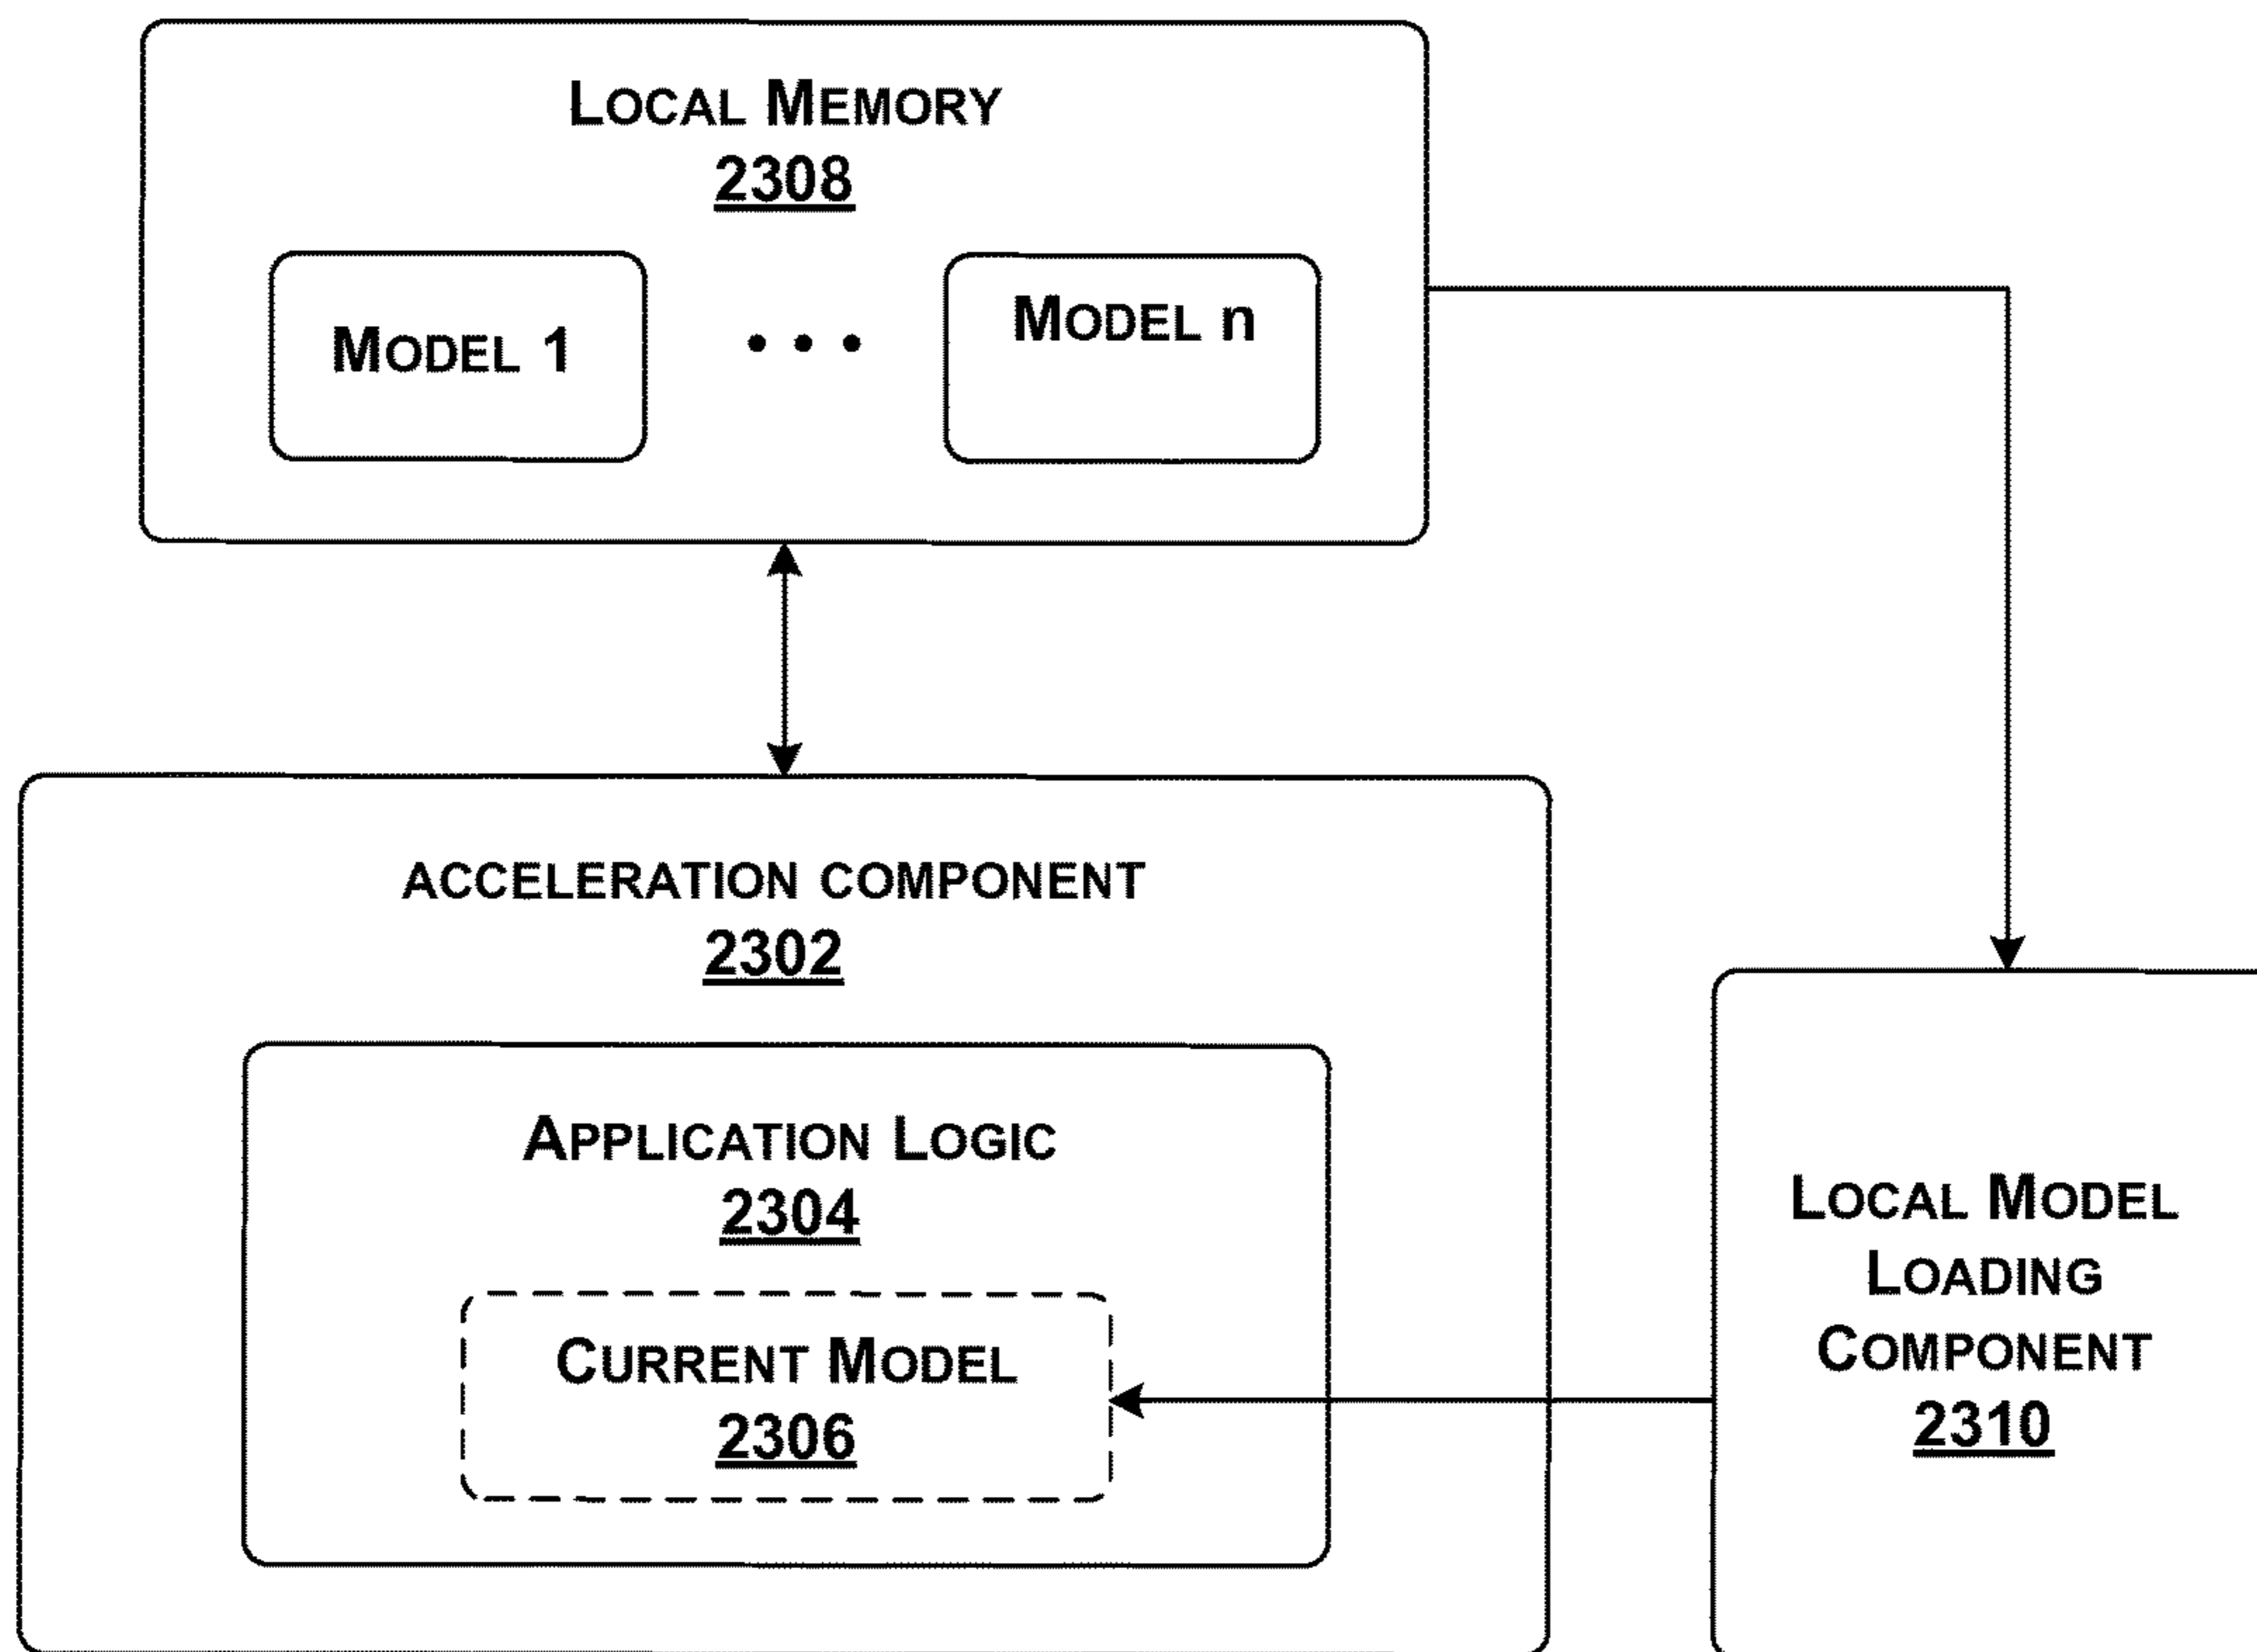 LOCAL MEMORY
2308
MODEL 1
MODEL n
ACCELERATION COMPONENT
2302
APPLICATION LOGIC
2304
CURRENT MODEL
2306
LOCAL MODEL
LOADING
COMPONENT
2310